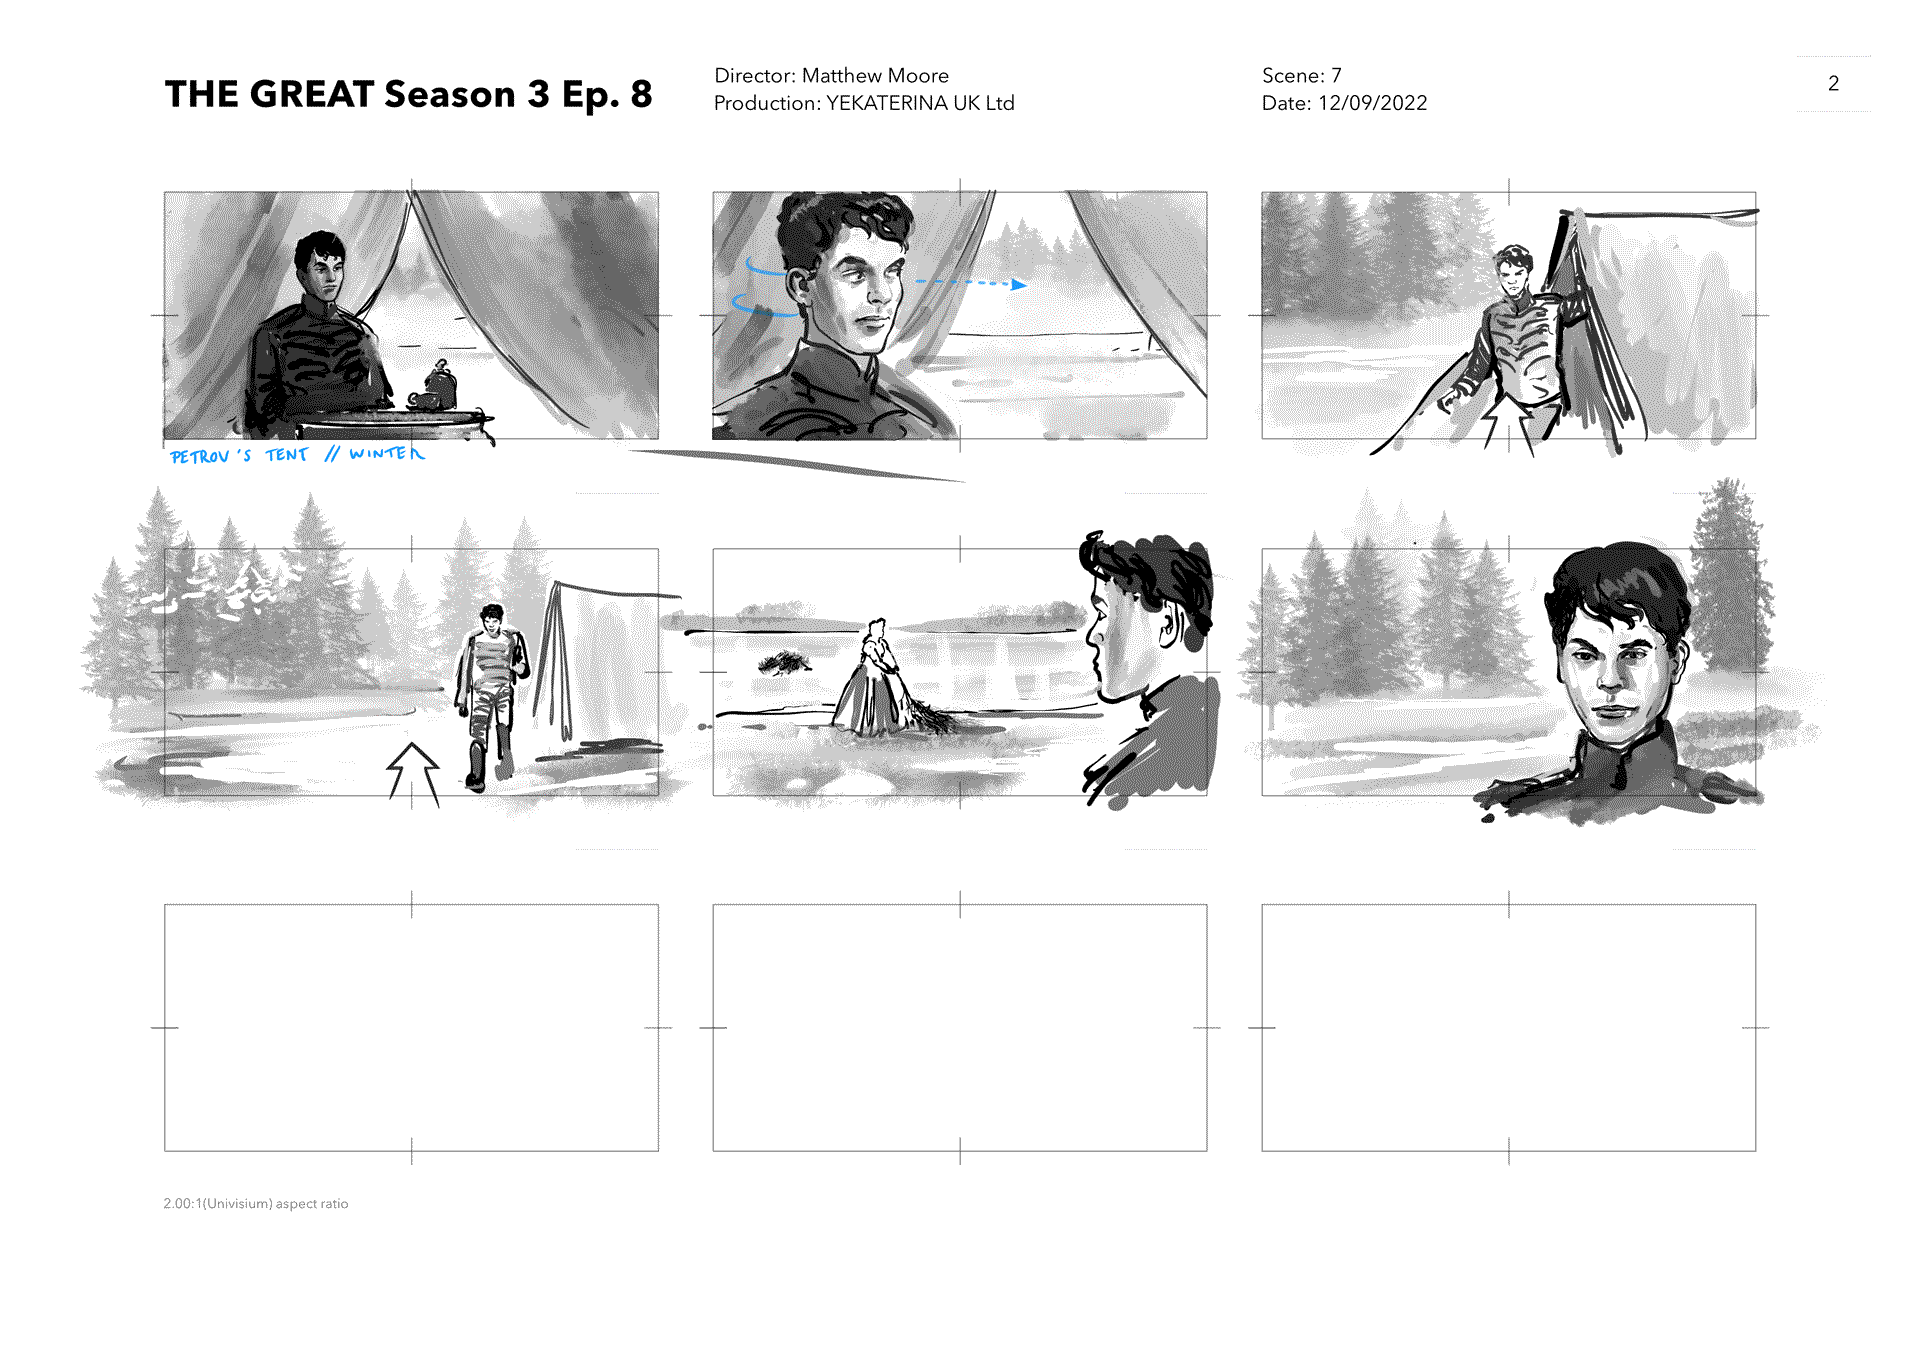 THE GREAT Season 3 Ep. 8
Director: Matthew Moore
Production: YEKATERINA UK Ltd
Scene: 7
Date: 12/09/2022
2
PETROV'S TENT // WINTER
2.00:1(Univisium) aspect ratio